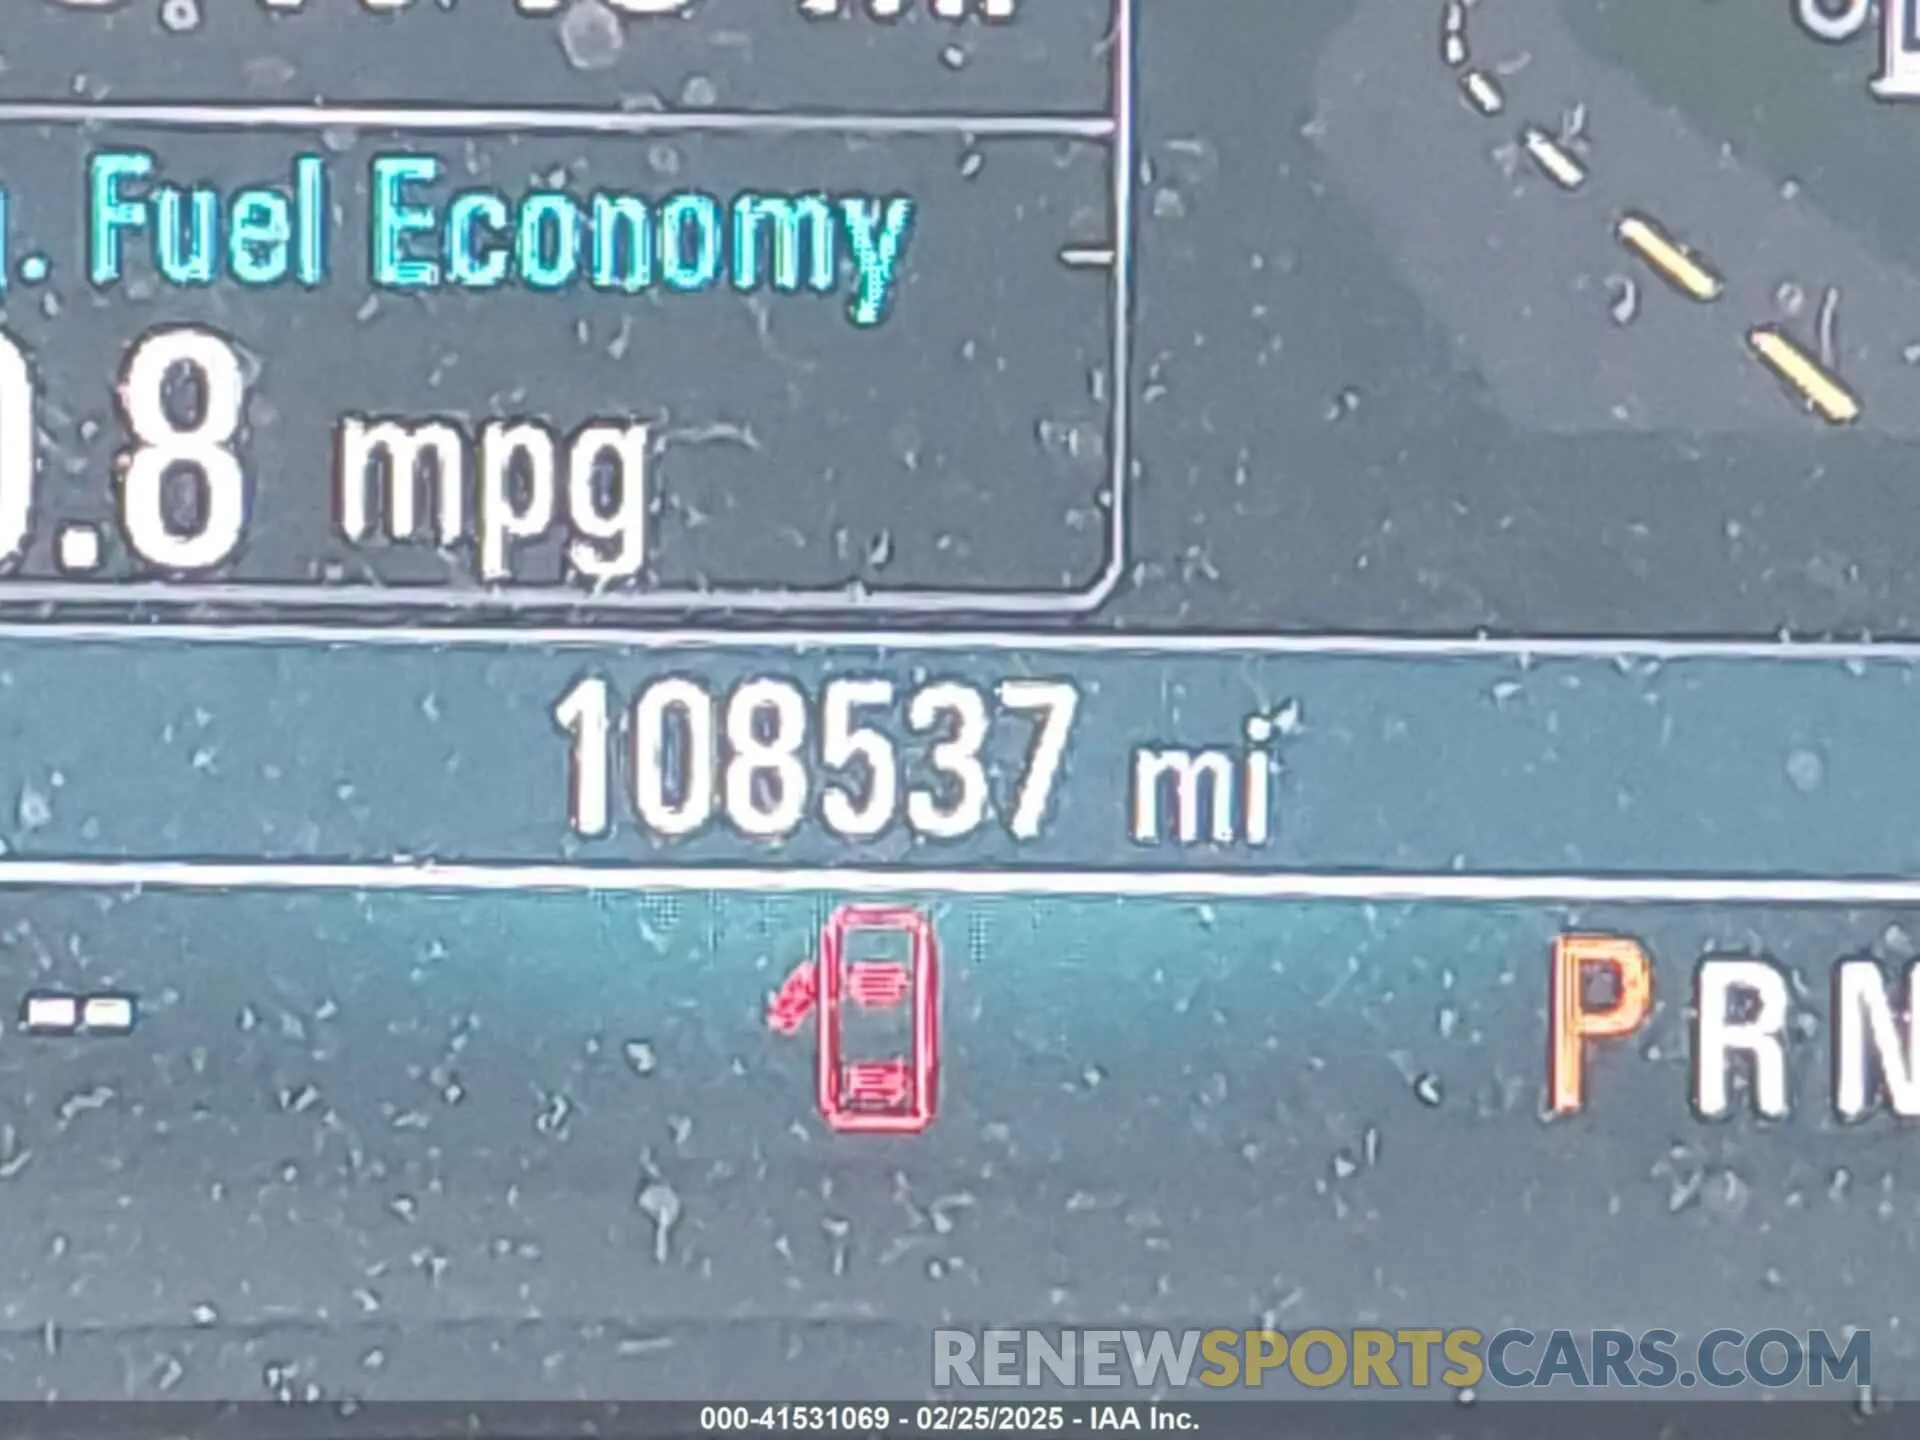 . Fuel Economy
.8 mpg
108537 mi
--
P R N
RENEWSPORTSCARS.COM
000-41531069 - 02/25/2025 - IAA Inc.